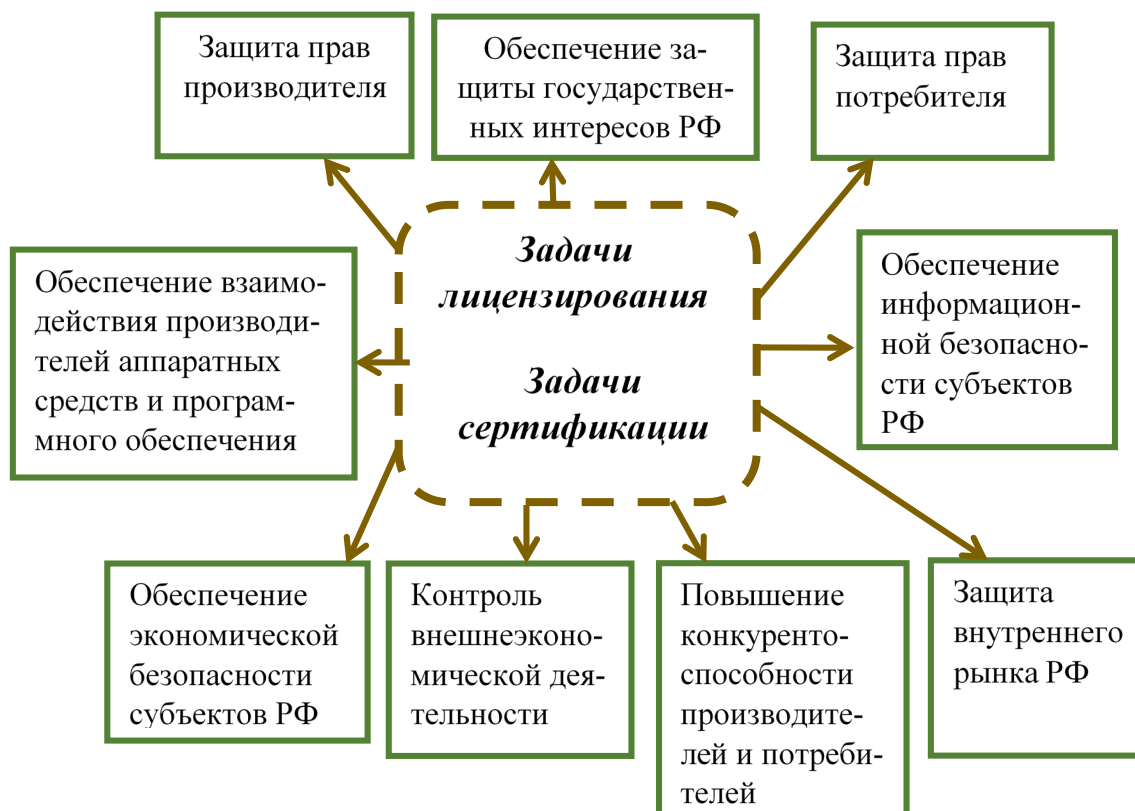 Защита прав
производителя
Обеспечение за-
щиты государствен-
ных интересов РФ
Защита прав
потребителя
Задачи
лицензирования
Задачи
сертификации
Обеспечение взаимо-
действия производи-
телей аппаратных
средств и програм-
много обеспечения
Обеспечение
информацион-
ной безопасно-
сти субъектов
РФ
Обеспечение
экономической
безопасности
субъектов РФ
Контроль
внешнеэконо-
мической дея-
тельности
Повышение
конкуренто-
способности
производите-
лей и потреби-
телей
Защита
внутреннего
рынка РФ